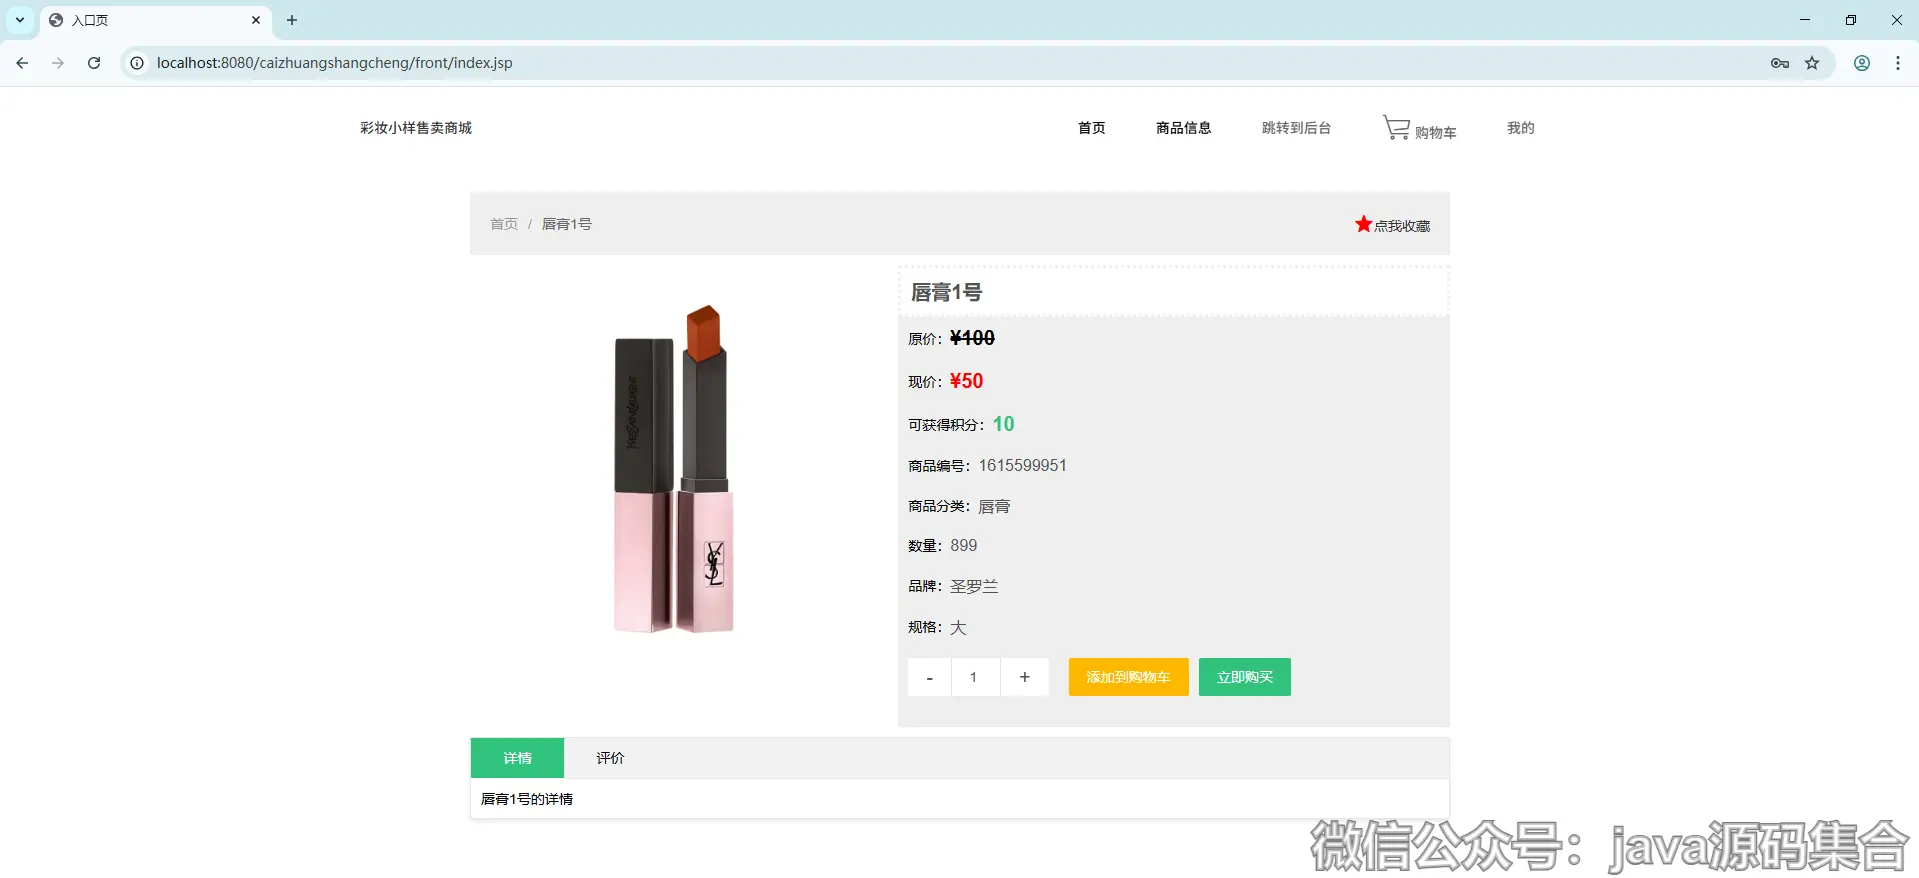 入口页
localhost:8080/caizhuangshangcheng/front/index.jsp
彩妆小样售卖商城
首页
商品信息
跳转到后台
购物车
我的
首页 / 唇膏1号
点我收藏
唇膏1号
原价：¥100
现价：¥50
可获得积分：10
商品编号：1615599951
商品分类：唇膏
数量：899
品牌：圣罗兰
规格：大
- 1 +
添加到购物车
立即购买
YVESSAINTLAURENT
YSL
详情
评价
唇膏1号的详情
微信公众号：java源码集合